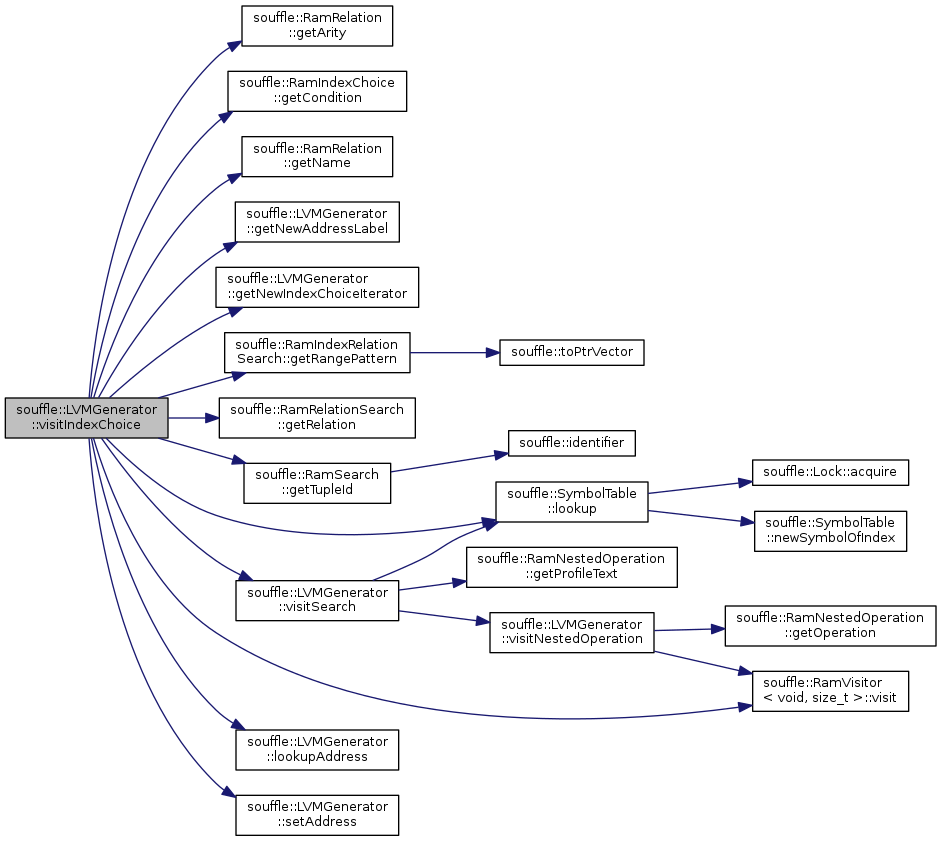 souffle::RamRelation
::getArity
souffle::RamIndexChoice
::getCondition
souffle::RamRelation
::getName
souffle::LVMGenerator
::getNewAddressLabel
souffle::LVMGenerator
::getNewIndexChoiceIterator
souffle::RamIndexRelation
Search::getRangePattern
souffle::toPtrVector
souffle::LVMGenerator
::visitIndexChoice
souffle::RamRelationSearch
::getRelation
souffle::identifier
souffle::RamSearch
::getTupleId
souffle::Lock::acquire
souffle::SymbolTable
::lookup
souffle::SymbolTable
::newSymbolOfIndex
souffle::RamNestedOperation
::getProfileText
souffle::LVMGenerator
::visitSearch
souffle::LVMGenerator
::visitNestedOperation
souffle::RamNestedOperation
::getOperation
souffle::RamVisitor
< void, size_t >::visit
souffle::LVMGenerator
::lookupAddress
souffle::LVMGenerator
::setAddress